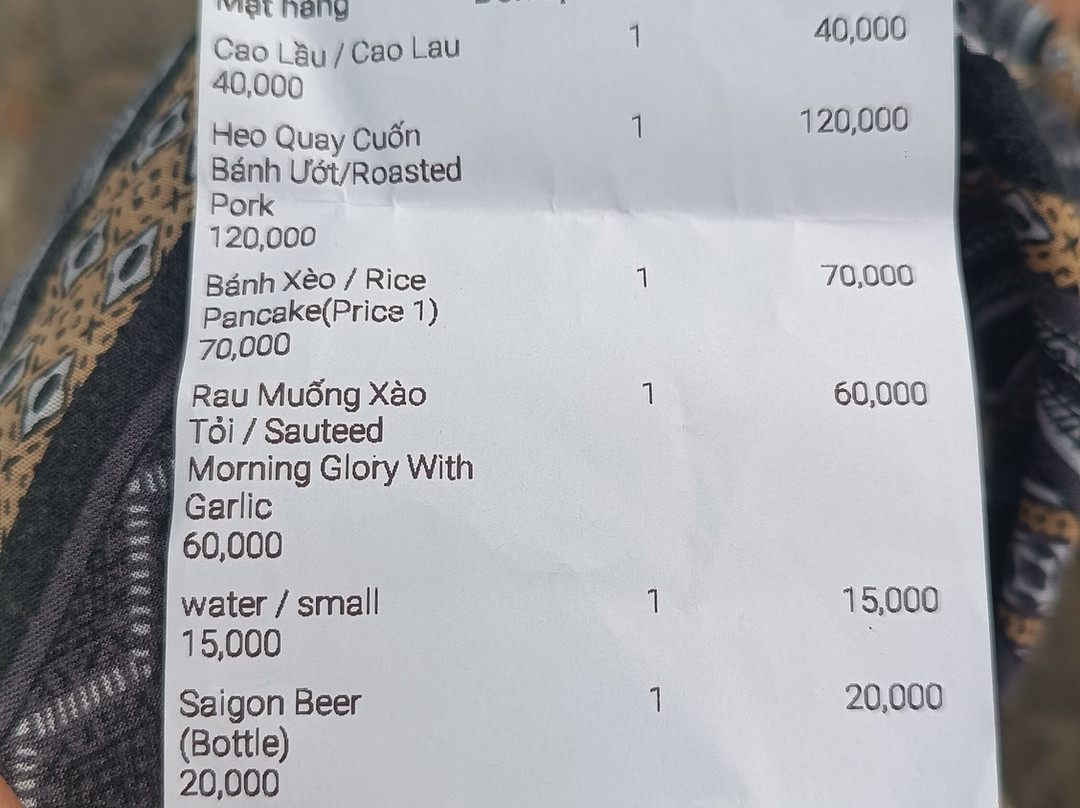 Mặt hàng
Cao Lầu / Cao Lau 1 40,000
40,000
Heo Quay Cuốn 1 120,000
Bánh Ướt/Roasted
Pork
120,000
Bánh Xèo / Rice 1 70,000
Pancake(Price 1)
70,000
Rau Muống Xào 1 60,000
Tỏi / Sauteed
Morning Glory With
Garlic
60,000
water / small 1 15,000
15,000
Saigon Beer 1 20,000
(Bottle)
20,000